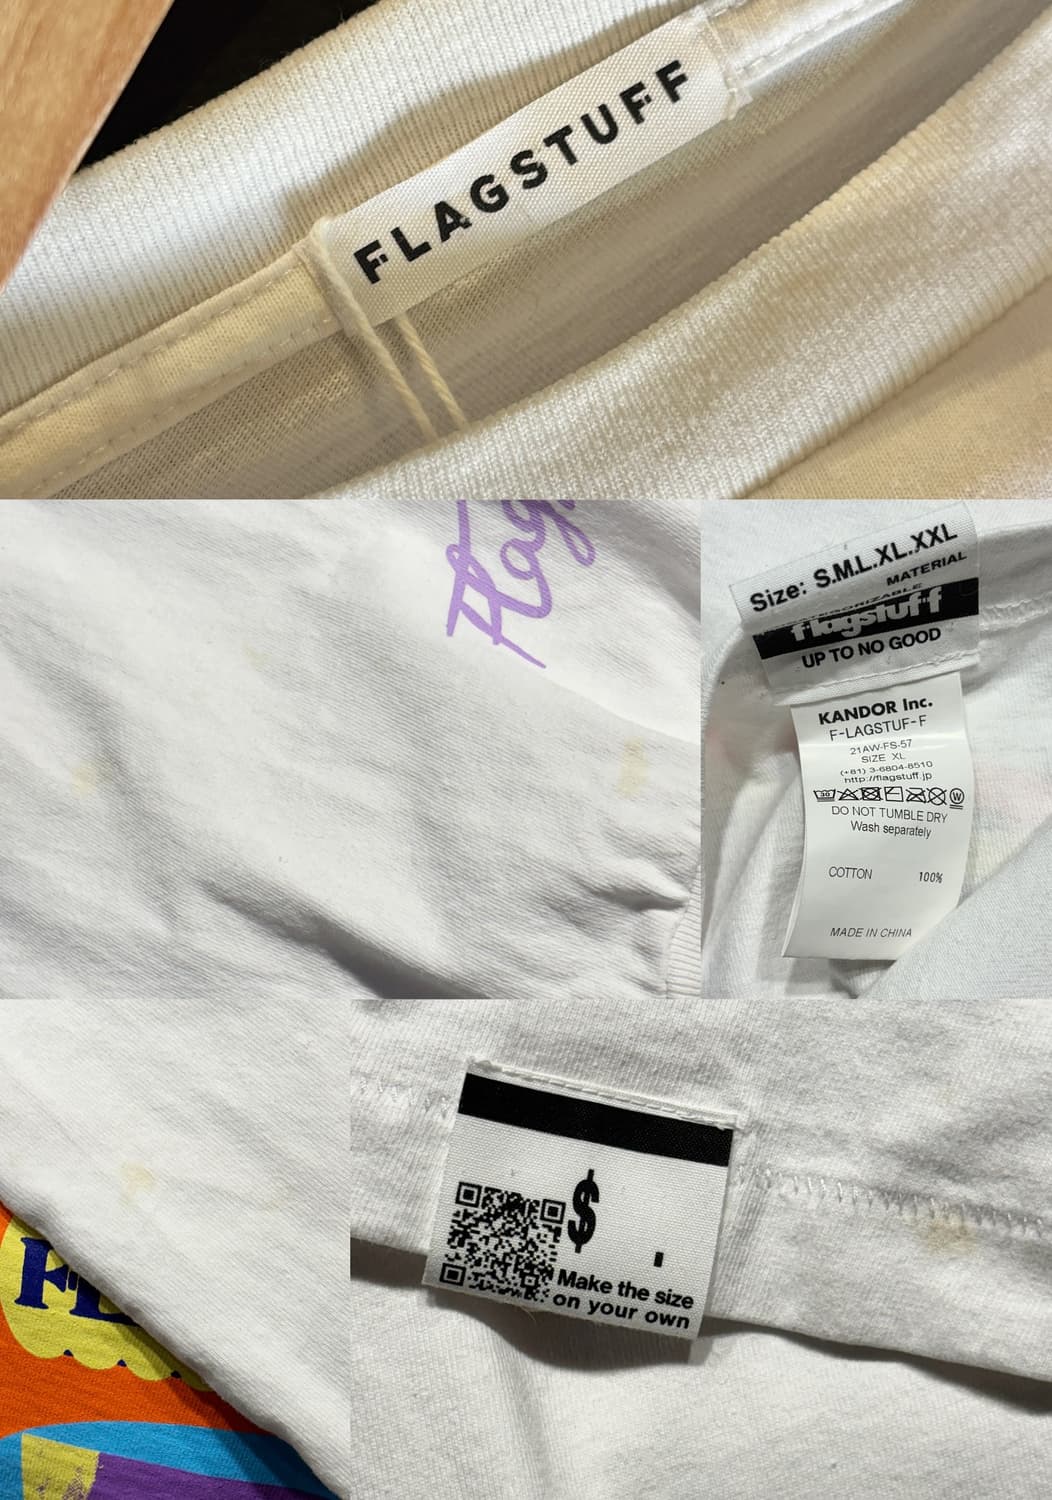 FLAGSTUFF
Flag
Size: S.M.L.XL.XXL
MATERIAL
flagstuff
UP TO NO GOOD
KANDOR Inc.
F-LAGSTUF-F
21AW-FS-57
SIZE XL
(+81) 3-6804-8510
http://flagstuff.jp
30
W
DO NOT TUMBLE DRY
Wash separately
COTTON 100%
MADE IN CHINA
$ .
Make the size
on your own